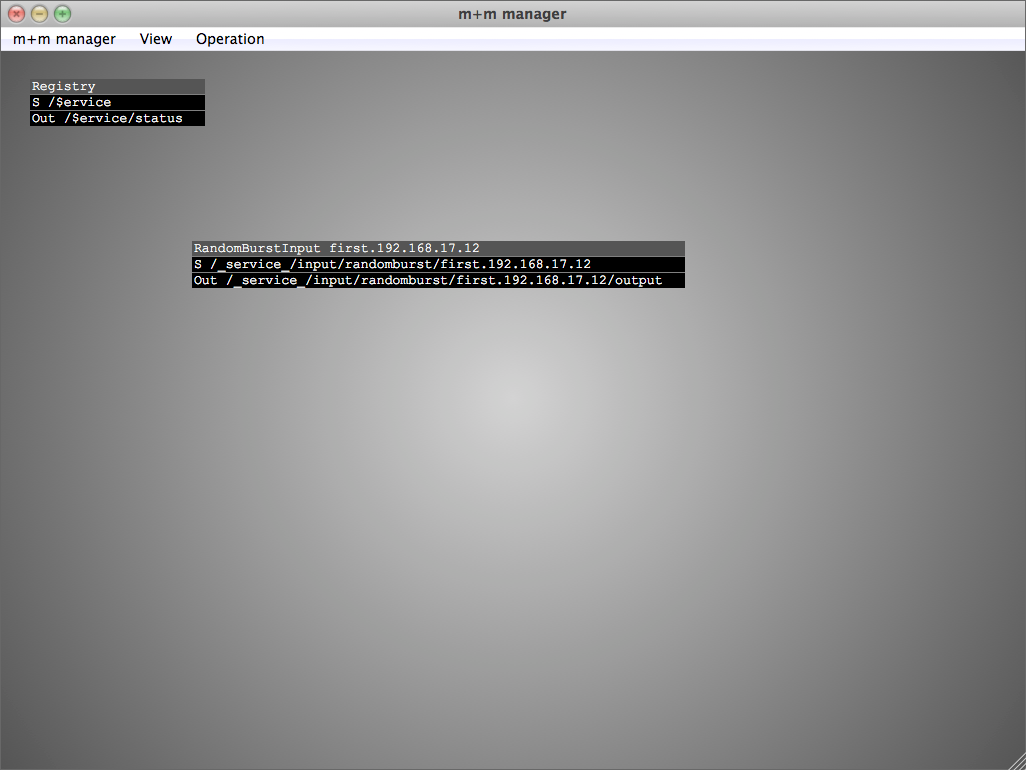 m+m manager
m+m manager View Operation
Registry
S /$ervice
Out /$ervice/status
RandomBurstInput first.192.168.17.12
S /_service_/input/randomburst/first.192.168.17.12
Out /_service_/input/randomburst/first.192.168.17.12/output